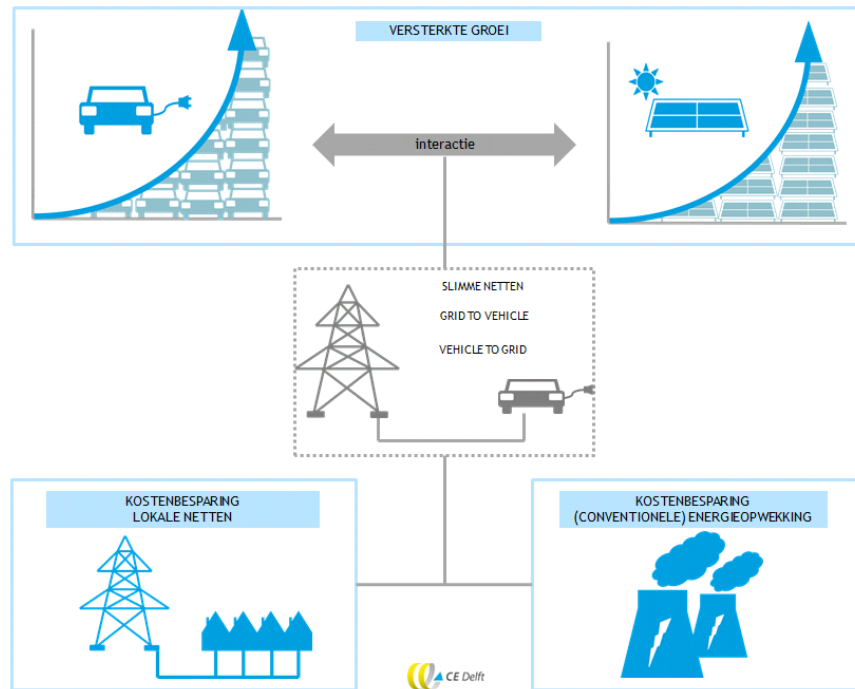 VERSTERKTE GROEI
interactie
SLIMME NETTEN
GRID TO VEHICLE
VEHICLE TO GRID
KOSTENBESPARING
LOKALE NETTEN
KOSTENBESPARING
(CONVENTIONELE) ENERGIEOPWEKKING
CE Delft